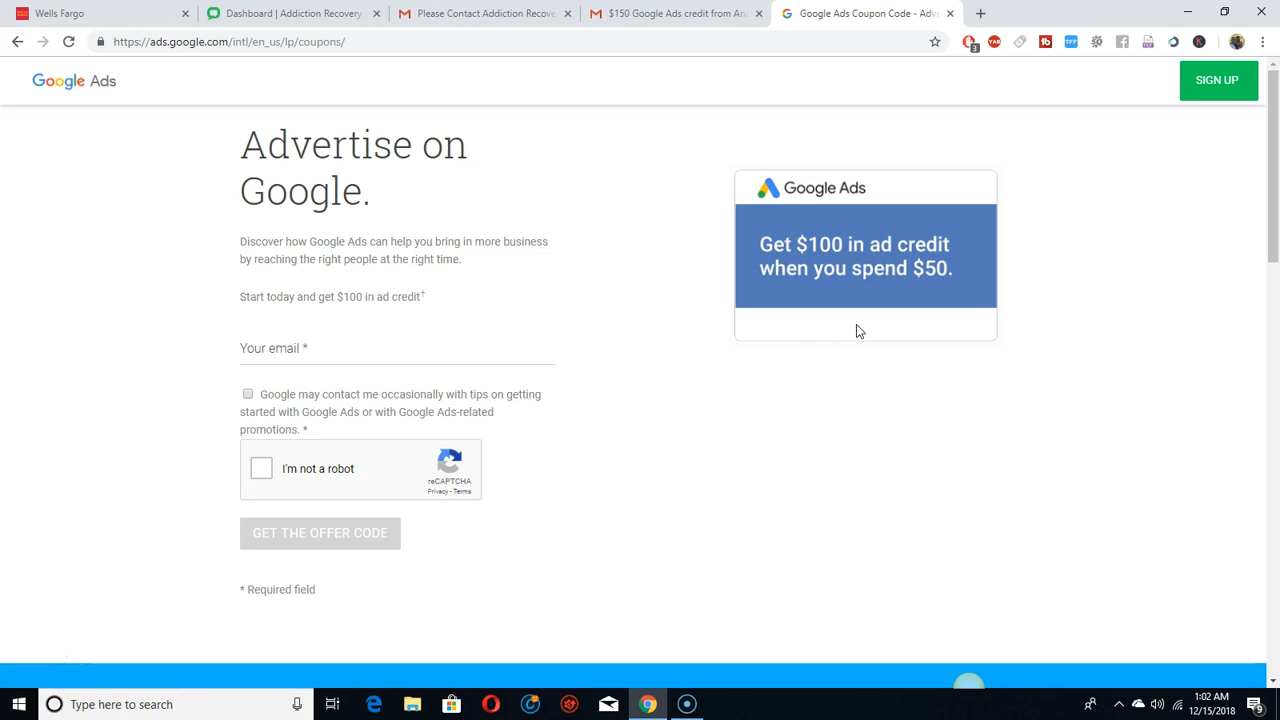 Wells Fargo
Dashboard | Addiction Recovery
Please Contact Addiction Recove
$150 Google Ads credit from An
Google Ads Coupon Code - Adve
https://ads.google.com/intl/en_us/lp/coupons/
3
YAB
TFF
PDF
K
Google Ads
SIGN UP
Advertise on
Google.
Discover how Google Ads can help you bring in more business
by reaching the right people at the right time.
Start today and get $100 in ad credit†
Your email *
Google may contact me occasionally with tips on getting
started with Google Ads or with Google Ads-related
promotions. *
I'm not a robot
reCAPTCHA
Privacy - Terms
GET THE OFFER CODE
* Required field
Google Ads
Get $100 in ad credit
when you spend $50.
Type here to search
1:02 AM
12/15/2018
9